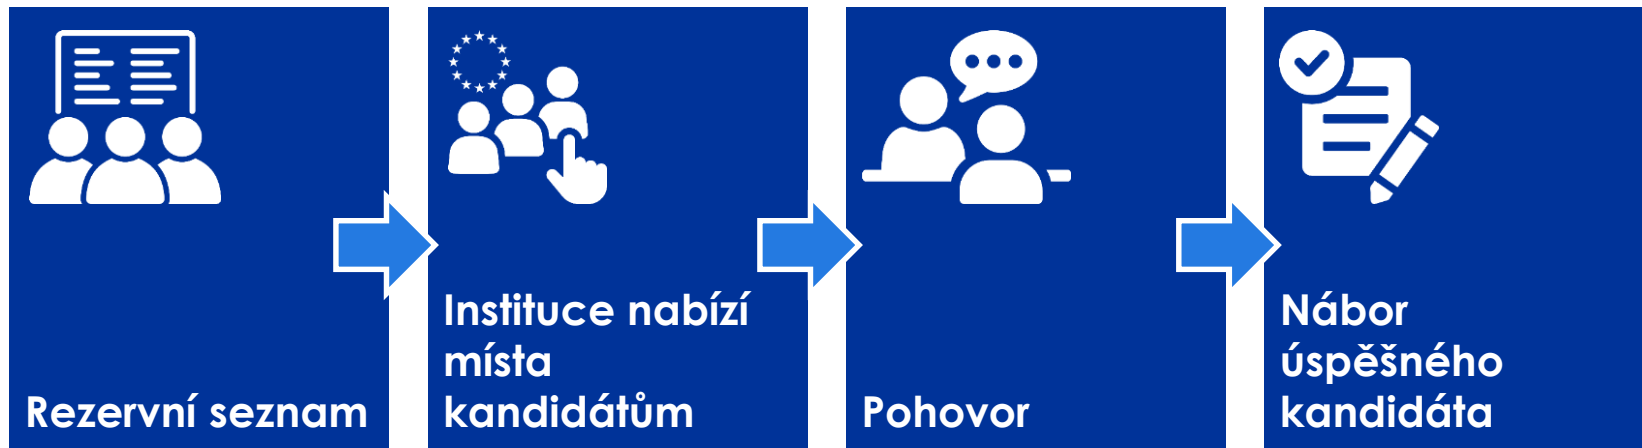 Rezervní seznam
Instituce nabízí
místa
kandidátům
Pohovor
Nábor
úspěšného
kandidáta